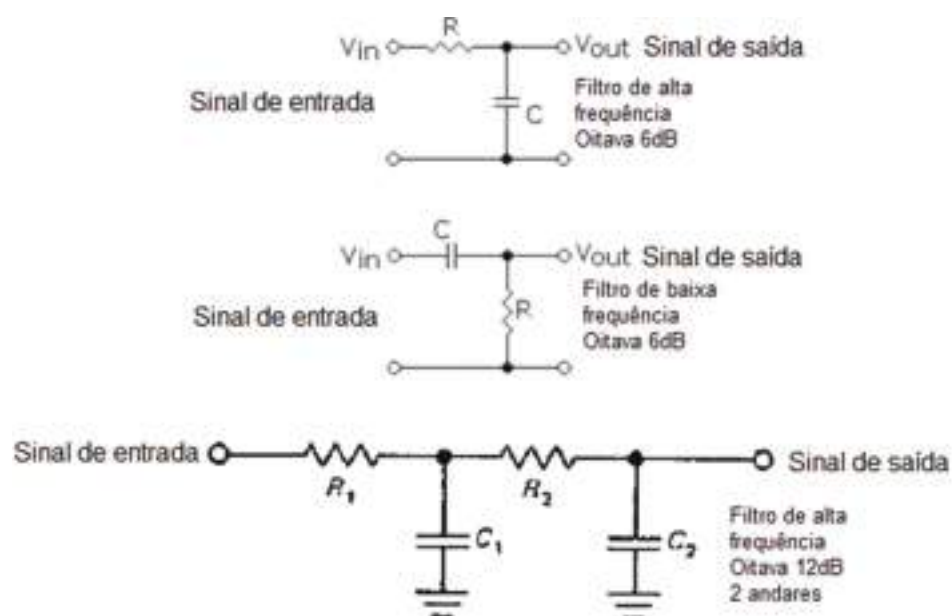 R
Vin
Vout Sinal de saída
Sinal de entrada
C
Filtro de alta
frequência
Oitava 6dB
C
Vin
Vout Sinal de saída
Sinal de entrada
R
Filtro de baixa
frequência
Oitava 6dB
Sinal de entrada
R1
R2
Sinal de saída
C1
C2
Filtro de alta
frequência
Oitava 12dB
2 andares